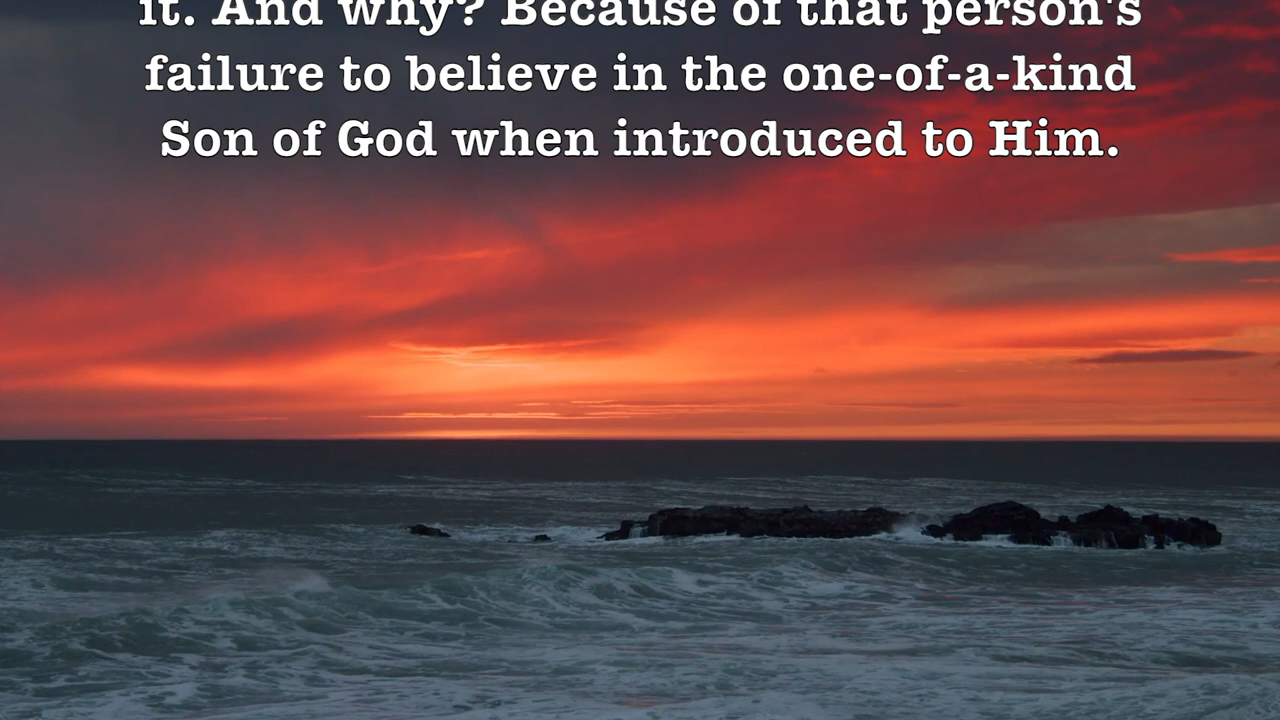 it. And why? Because of that person's
failure to believe in the one-of-a-kind
Son of God when introduced to Him.